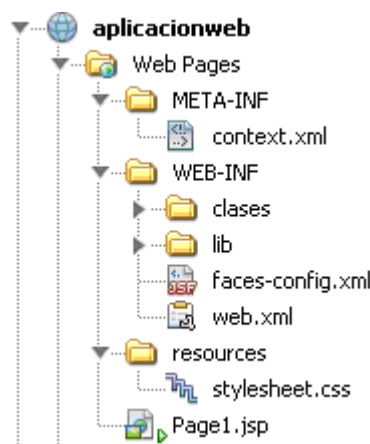 aplicacionweb
Web Pages
META-INF
context.xml
WEB-INF
clases
lib
faces-config.xml
web.xml
resources
stylesheet.css
Page1.jsp